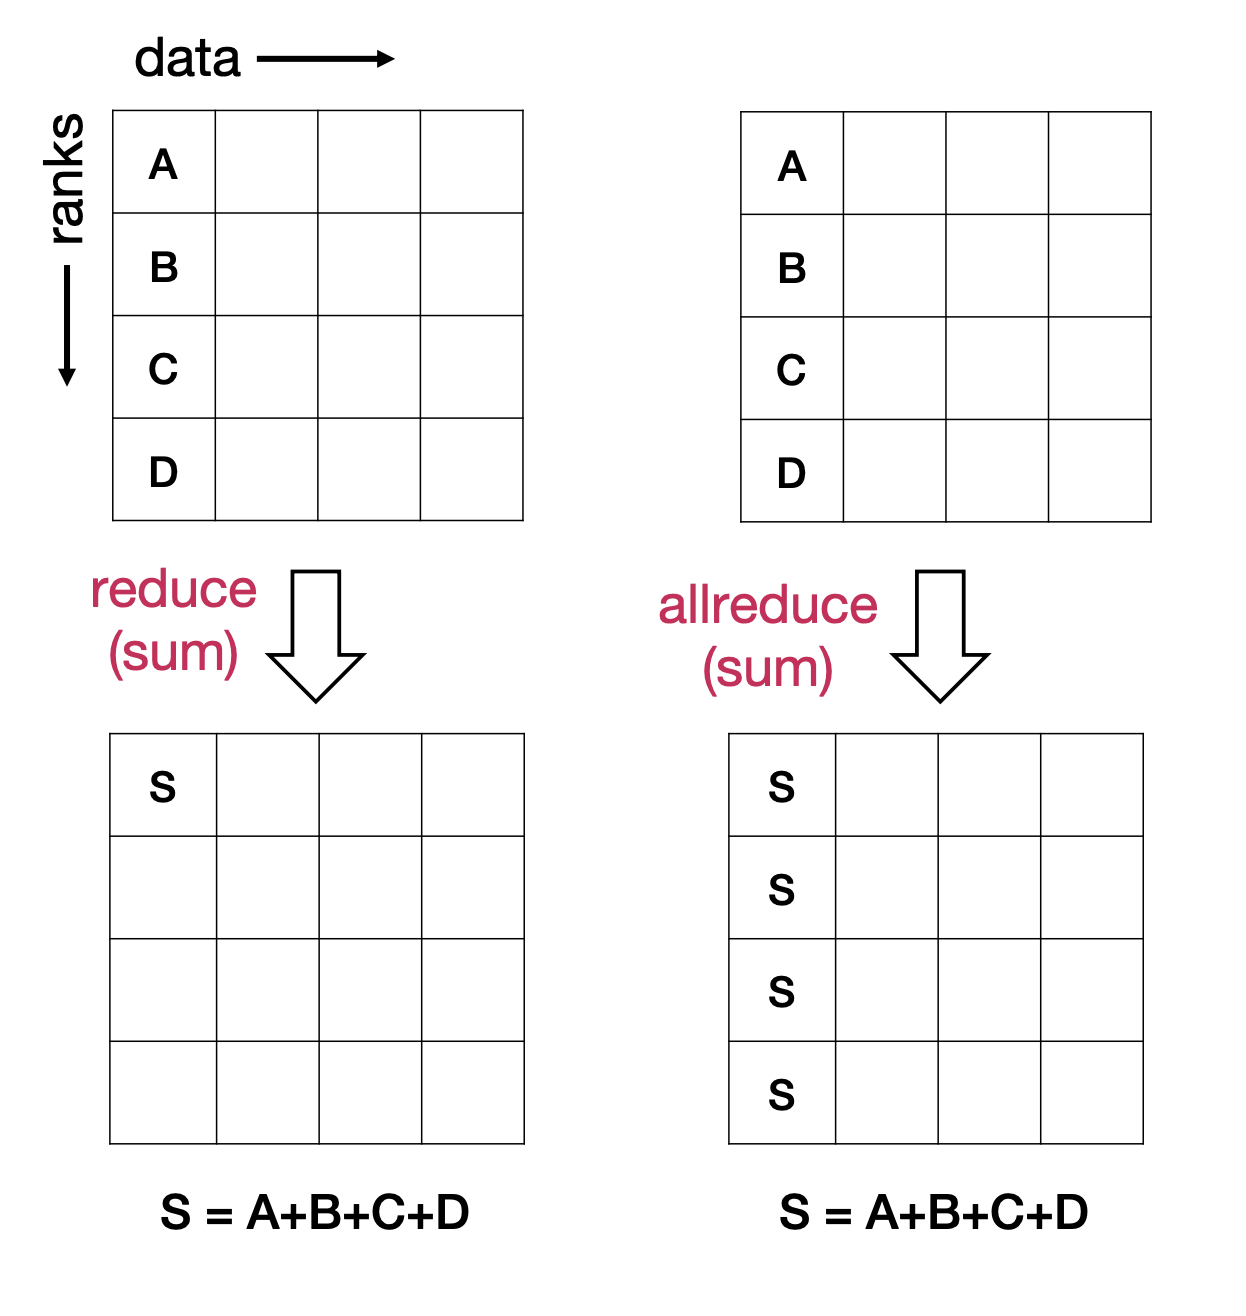 data
ranks
A
B
C
D
A
B
C
D
reduce
(sum)
allreduce
(sum)
S
S
S
S
S
S = A+B+C+D
S = A+B+C+D